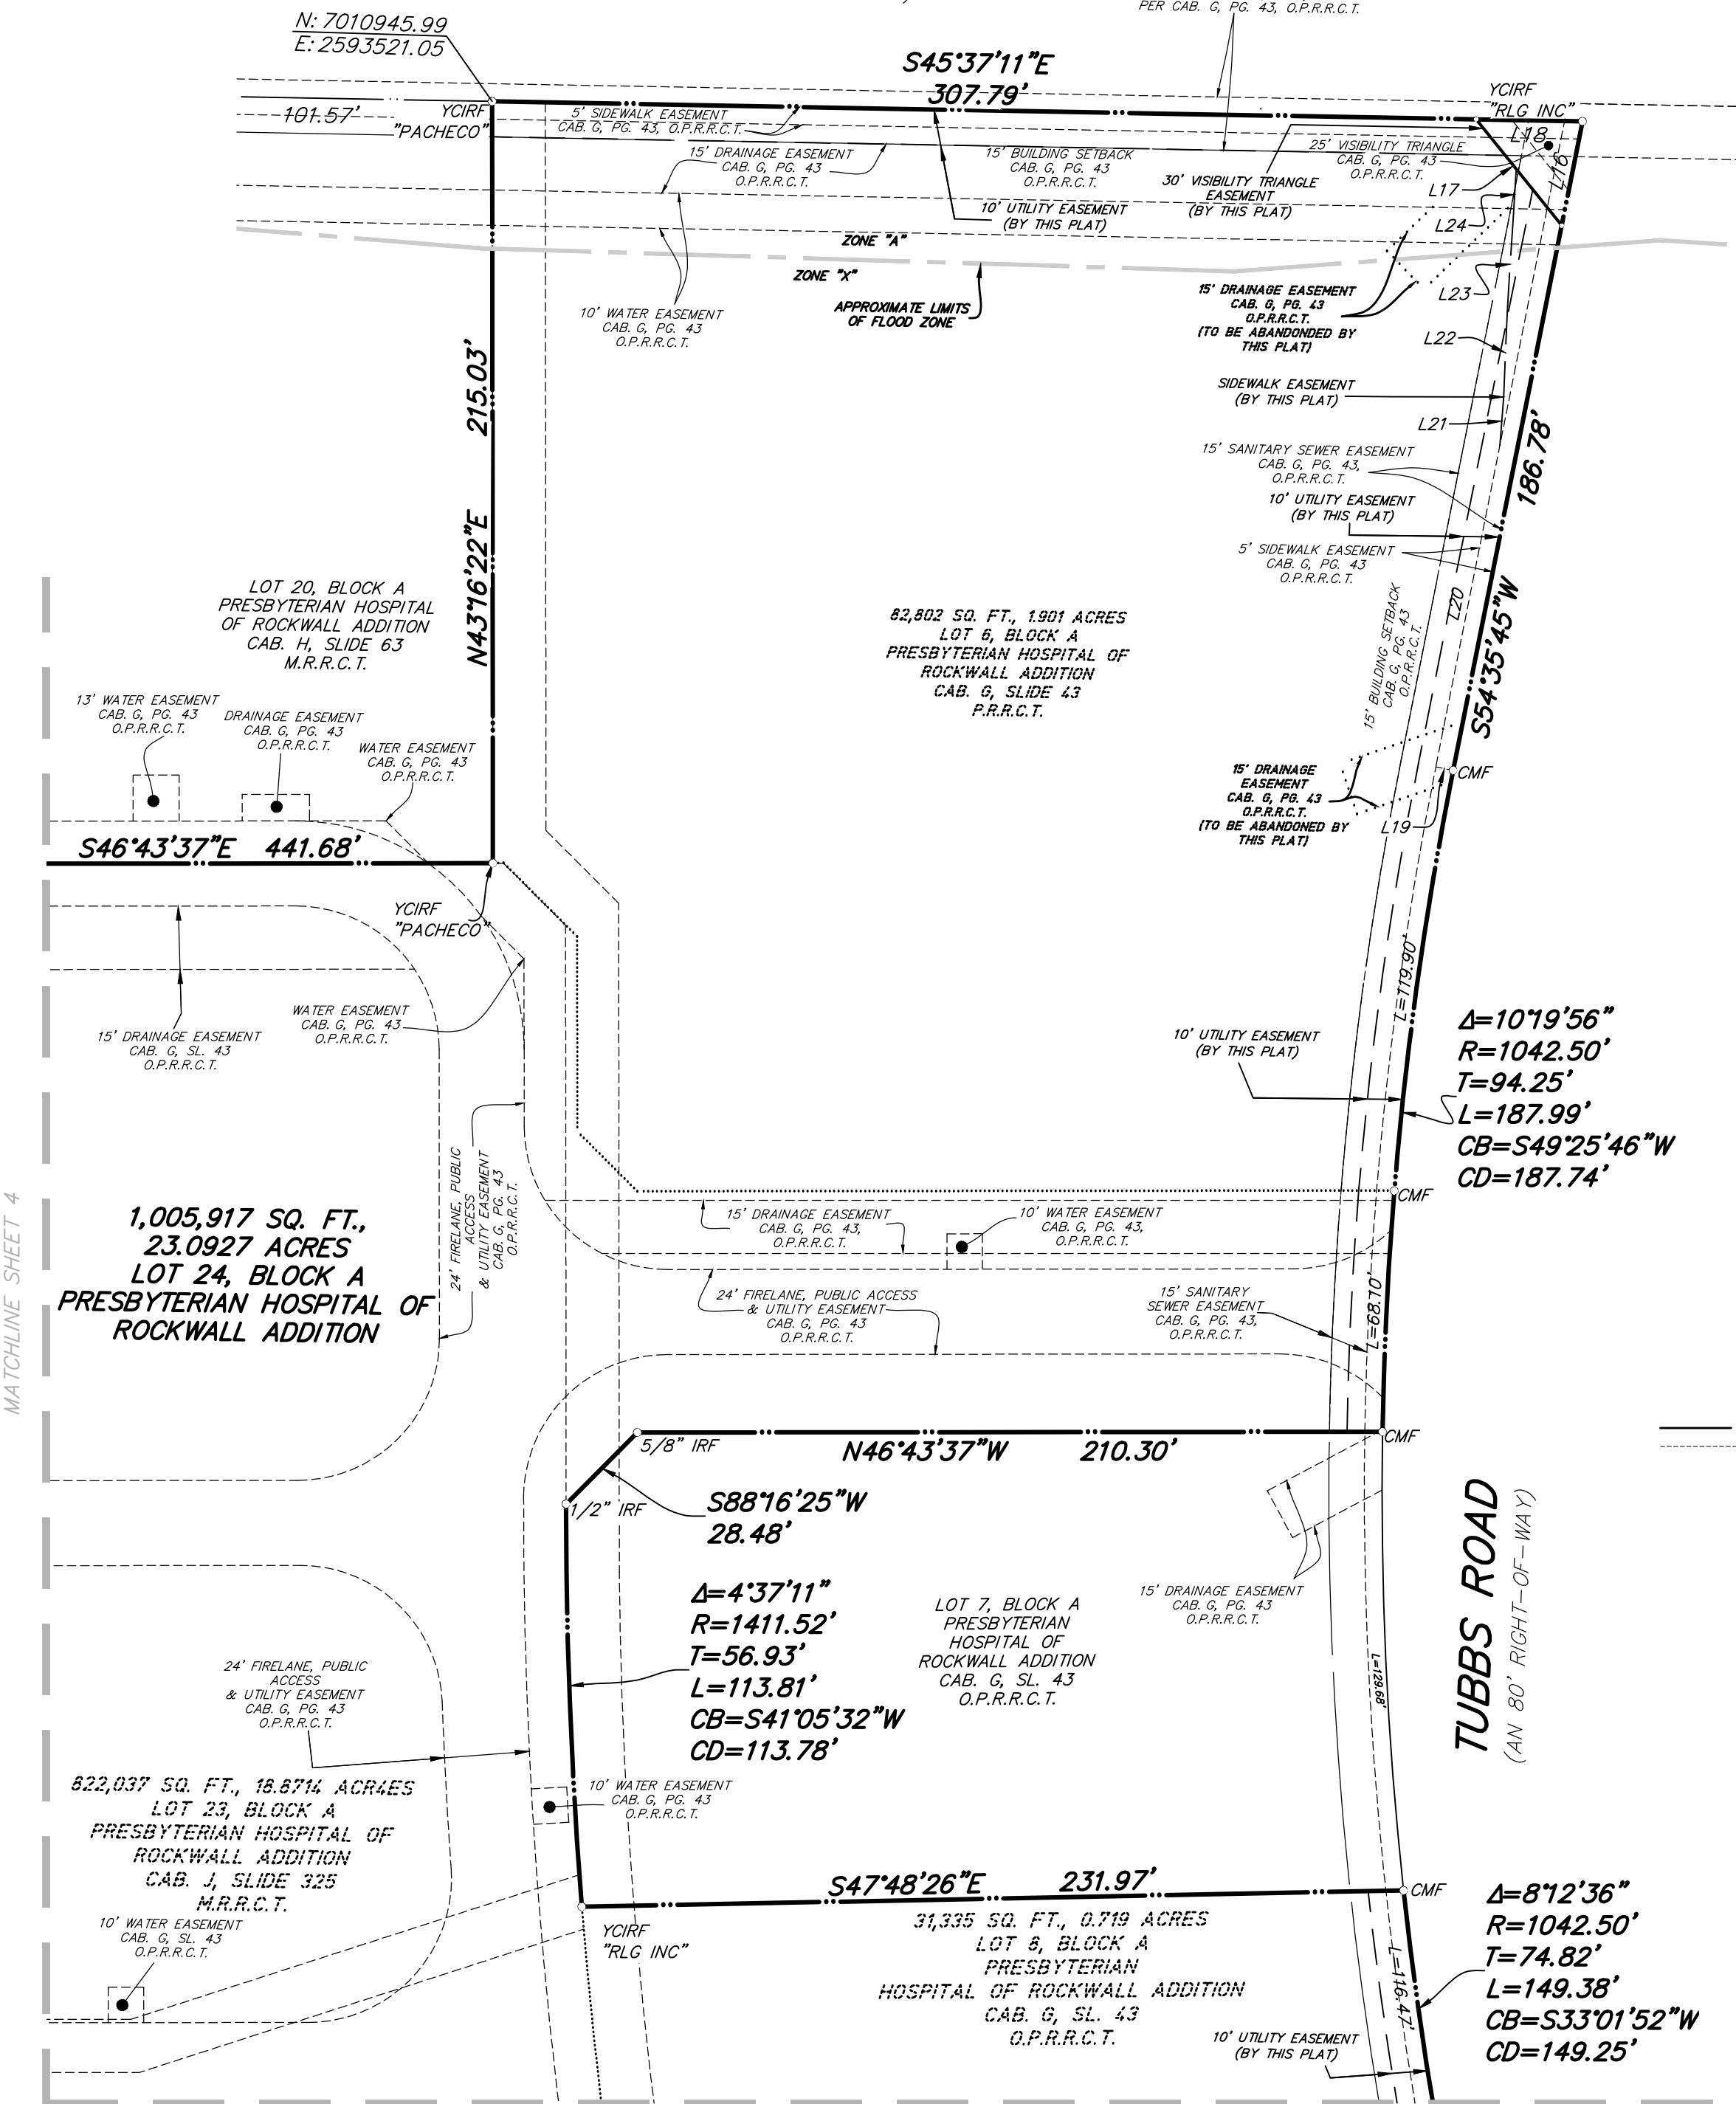 PER CAB. G, PG. 43, O.P.R.R.C.T.
N: 7010945.99
E: 2593521.05
S45°37'11"E
307.79'
101.57'
YCIRF
"PACHECO"
YCIRF
"RLG INC"
5' SIDEWALK EASEMENT
CAB. G, PG. 43, O.P.R.R.C.T.
15' DRAINAGE EASEMENT
CAB. G, PG. 43
O.P.R.R.C.T.
15' BUILDING SETBACK
CAB. G, PG. 43
O.P.R.R.C.T.
25' VISIBILITY TRIANGLE
CAB. G, PG. 43
O.P.R.R.C.T.
L18
L16
L17
L24
30' VISIBILITY TRIANGLE
EASEMENT
(BY THIS PLAT)
10' UTILITY EASEMENT
(BY THIS PLAT)
ZONE "A"
ZONE "X"
APPROXIMATE LIMITS
OF FLOOD ZONE
10' WATER EASEMENT
CAB. G, PG. 43
O.P.R.R.C.T.
15' DRAINAGE EASEMENT
CAB. G, PG. 43
O.P.R.R.C.T.
(TO BE ABANDONDED BY
THIS PLAT)
L23
L22
SIDEWALK EASEMENT
(BY THIS PLAT)
L21
15' SANITARY SEWER EASEMENT
CAB. G, PG. 43,
O.P.R.R.C.T.
10' UTILITY EASEMENT
(BY THIS PLAT)
5' SIDEWALK EASEMENT
CAB. G, PG. 43
O.P.R.R.C.T.
186.78'
S54°35'45"W
L20
15' BUILDING SETBACK
CAB. G, PG. 43
O.P.R.R.C.T.
N43°16'22"E 215.03'
LOT 20, BLOCK A
PRESBYTERIAN HOSPITAL
OF ROCKWALL ADDITION
CAB. H, SLIDE 63
M.R.R.C.T.
82,802 SQ. FT., 1.901 ACRES
LOT 6, BLOCK A
PRESBYTERIAN HOSPITAL OF
ROCKWALL ADDITION
CAB. G, SLIDE 43
P.R.R.C.T.
13' WATER EASEMENT
CAB. G, PG. 43
O.P.R.R.C.T.
DRAINAGE EASEMENT
CAB. G, PG. 43
O.P.R.R.C.T.
WATER EASEMENT
CAB. G, PG. 43
O.P.R.R.C.T.
15' DRAINAGE
EASEMENT
CAB. G, PG. 43
O.P.R.R.C.T.
(TO BE ABANDONED BY
THIS PLAT)
CMF
L19
S46°43'37"E 441.68'
YCIRF
"PACHECO"
WATER EASEMENT
CAB. G, PG. 43
O.P.R.R.C.T.
15' DRAINAGE EASEMENT
CAB. G, SL. 43
O.P.R.R.C.T.
L=119.90'
10' UTILITY EASEMENT
(BY THIS PLAT)
Δ=10°19'56"
R=1042.50'
T=94.25'
L=187.99'
CB=S49°25'46"W
CD=187.74'
CMF
24' FIRELANE, PUBLIC
ACCESS
& UTILITY EASEMENT
CAB. G, PG. 43
O.P.R.R.C.T.
MATCHLINE SHEET 4
1,005,917 SQ. FT.,
23.0927 ACRES
LOT 24, BLOCK A
PRESBYTERIAN HOSPITAL OF
ROCKWALL ADDITION
15' DRAINAGE EASEMENT
CAB. G, PG. 43,
O.P.R.R.C.T.
10' WATER EASEMENT
CAB. G, PG. 43,
O.P.R.R.C.T.
24' FIRELANE, PUBLIC ACCESS
& UTILITY EASEMENT
CAB. G, PG. 43
O.P.R.R.C.T.
15' SANITARY
SEWER EASEMENT
CAB. G, PG. 43,
O.P.R.R.C.T.
L=68.10'
5/8" IRF
N46°43'37"W 210.30'
CMF
1/2" IRF
S88°16'25"W
28.48'
Δ=4°37'11"
R=1411.52'
T=56.93'
L=113.81'
CB=S41°05'32"W
CD=113.78'
LOT 7, BLOCK A
PRESBYTERIAN
HOSPITAL OF
ROCKWALL ADDITION
CAB. G, SL. 43
O.P.R.R.C.T.
15' DRAINAGE EASEMENT
CAB. G, PG. 43
O.P.R.R.C.T.
L=129.68'
TUBBS ROAD
(AN 80' RIGHT-OF-WAY)
24' FIRELANE, PUBLIC
ACCESS
& UTILITY EASEMENT
CAB. G, PG. 43
O.P.R.R.C.T.
822,037 SQ. FT., 18.8714 ACR4ES
LOT 23, BLOCK A
PRESBYTERIAN HOSPITAL OF
ROCKWALL ADDITION
CAB. J, SLIDE 325
M.R.R.C.T.
10' WATER EASEMENT
CAB. G, PG. 43
O.P.R.R.C.T.
10' WATER EASEMENT
CAB. G, SL. 43
O.P.R.R.C.T.
S47°48'26"E 231.97'
CMF
YCIRF
"RLG INC"
31,335 SQ. FT., 0.719 ACRES
LOT 8, BLOCK A
PRESBYTERIAN
HOSPITAL OF ROCKWALL ADDITION
CAB. G, SL. 43
O.P.R.R.C.T.
L=116.47'
10' UTILITY EASEMENT
(BY THIS PLAT)
Δ=8°12'36"
R=1042.50'
T=74.82'
L=149.38'
CB=S33°01'52"W
CD=149.25'